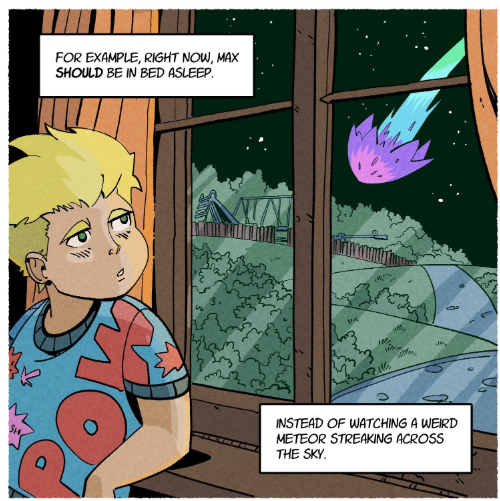 FOR EXAMPLE, RIGHT NOW, MAX
SHOULD BE IN BED ASLEEP.
POW
INSTEAD OF WATCHING A WEIRD
METEOR STREAKING ACROSS
THE SKY.